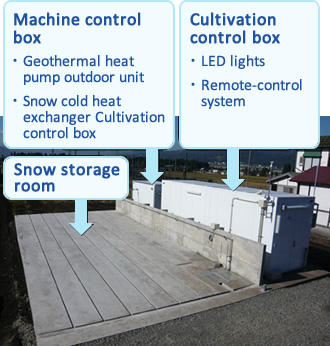 Machine control
box
・Geothermal heat
pump outdoor unit
・Snow cold heat
exchanger Cultivation
control box
Cultivation
control box
・LED lights
・Remote-control
system
Snow storage
room